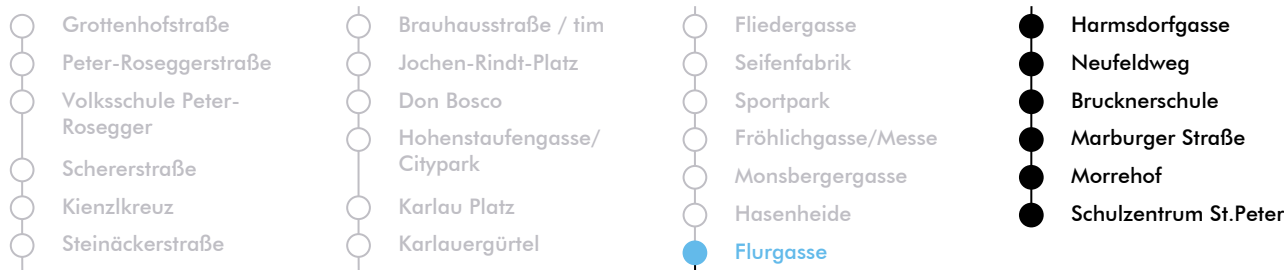 Grottenhofstraße
Peter-Roseggerstraße
Volksschule Peter-
Rosegger
Schererstraße
Kienzlkreuz
Steinäckerstraße
Brauhausstraße / tim
Jochen-Rindt-Platz
Don Bosco
Hohenstaufengasse/
Citypark
Karlau Platz
Karlauergürtel
Fliedergasse
Seifenfabrik
Sportpark
Fröhlichgasse/Messe
Monsbergergasse
Hasenheide
Flurgasse
Harmsdorfgasse
Neufeldweg
Brucknerschule
Marburger Straße
Morrehof
Schulzentrum St.Peter